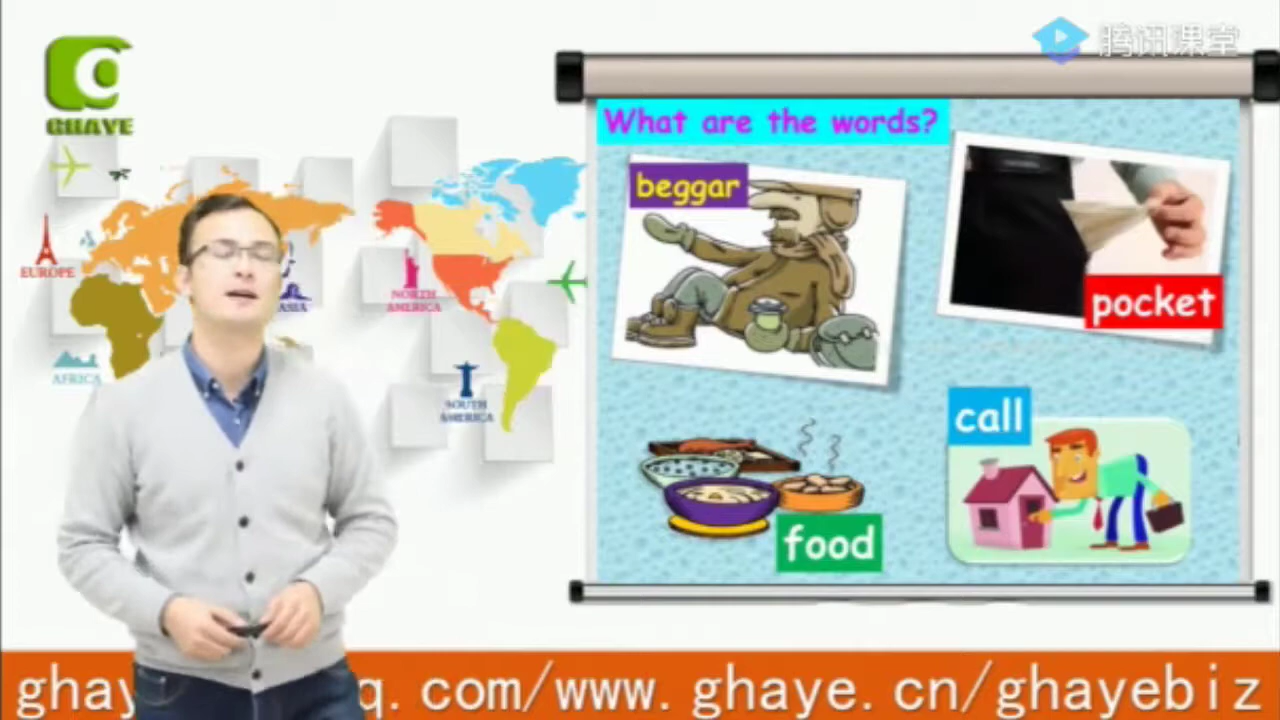 腾讯课堂
GHAYE
What are the words?
beggar
pocket
EUROPE
ASIA
NORTH
AMERICA
AFRICA
SOUTH
AMERICA
call
food
ghay q. com/www. ghaye. cn/ghayebiz